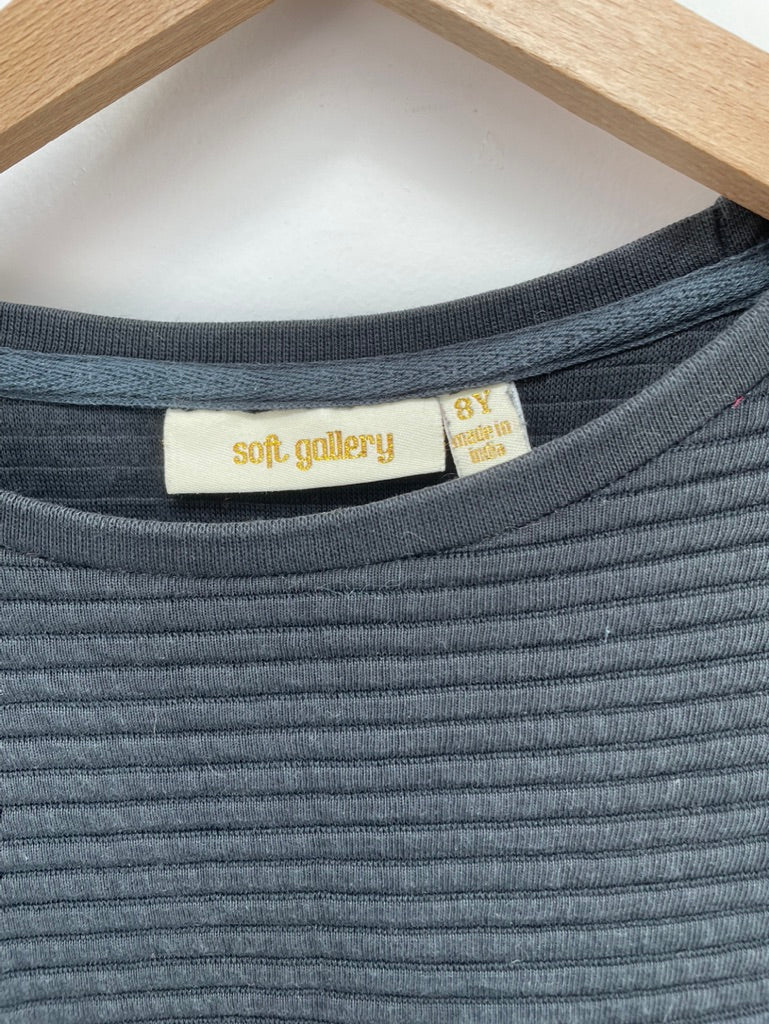 soft gallery
8Y
made in
india